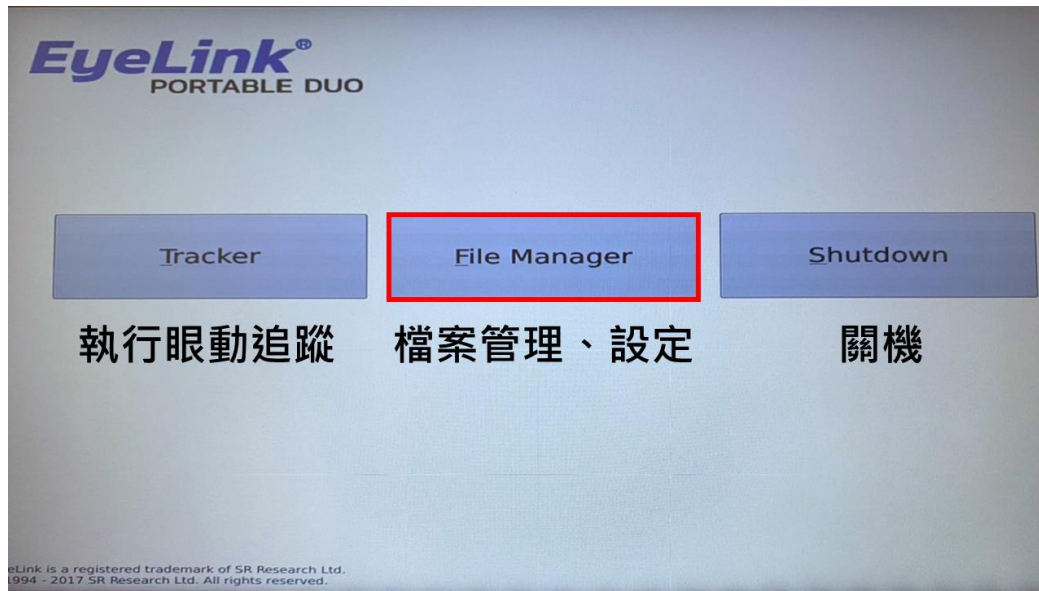 EyeLink®
PORTABLE DUO
Tracker
File Manager
Shutdown
執行眼動追蹤
檔案管理、設定
關機
eLink is a registered trademark of SR Research Ltd.
1994 - 2017 SR Research Ltd. All rights reserved.